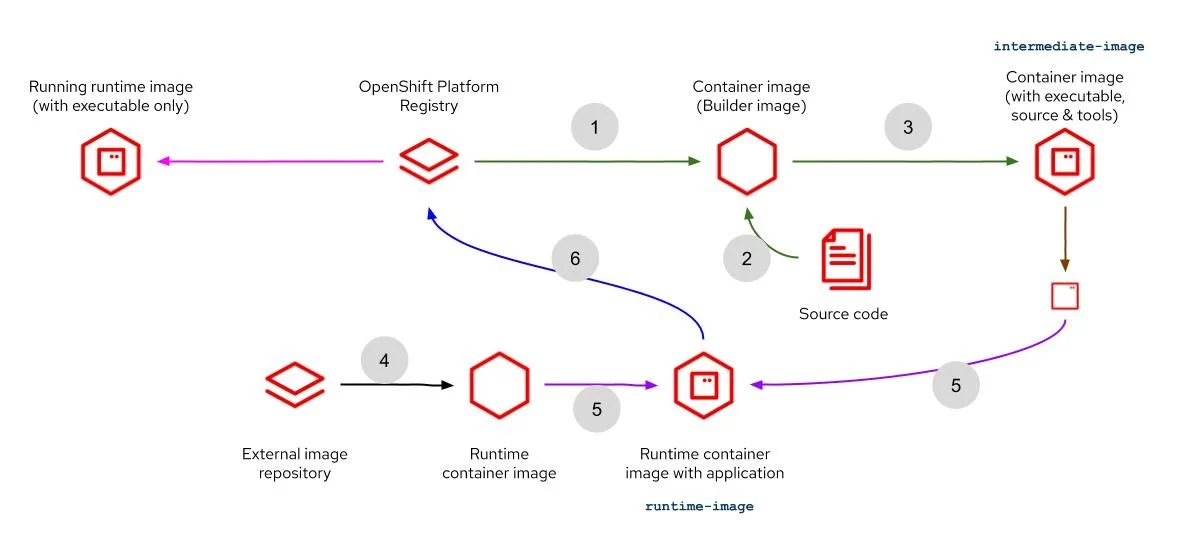 intermediate-image
Running runtime image
(with executable only)
OpenShift Platform
Registry
Container image
(Builder image)
Container image
(with executable,
source & tools)
1
3
2
6
Source code
4
5
5
External image
repository
Runtime
container image
Runtime container
image with application
runtime-image